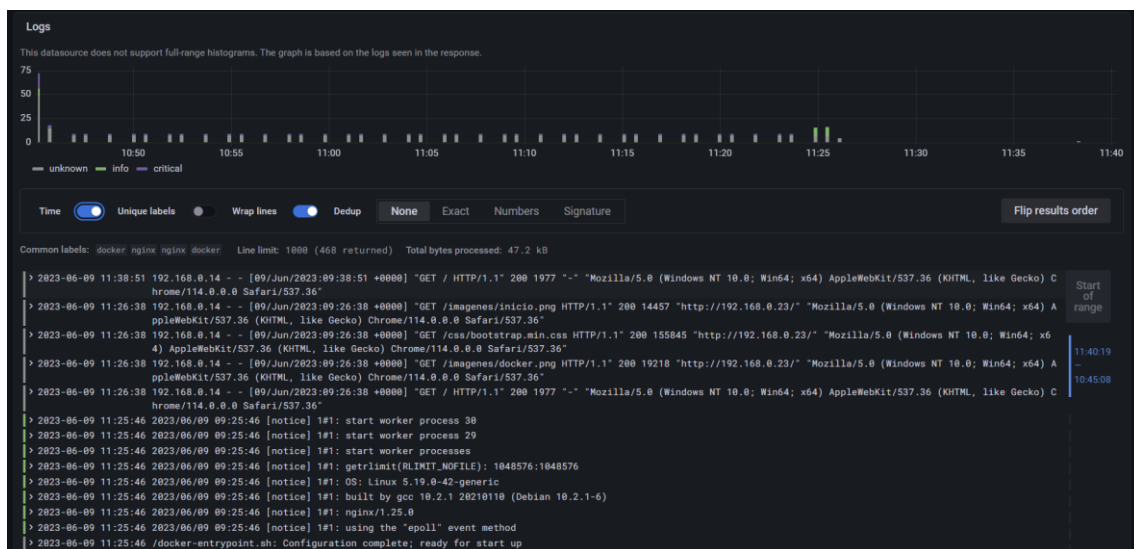 Logs
This datasource does not support full-range histograms. The graph is based on the logs seen in the response.
75
50
25
0
10:50 10:55 11:00 11:05 11:10 11:15 11:20 11:25 11:30 11:35 11:40
unknown info critical
Time Unique labels Wrap lines Dedup None Exact Numbers Signature Flip results order
Common labels: docker nginx nginx docker Line limit: 1000 (468 returned) Total bytes processed: 47.2 kB
> 2023-06-09 11:38:51 192.168.0.14 - - [09/Jun/2023:09:38:51 +0000] "GET / HTTP/1.1" 200 1977 "-" "Mozilla/5.0 (Windows NT 10.0; Win64; x64) AppleWebKit/537.36 (KHTML, like Gecko) C
hrome/114.0.0.0 Safari/537.36"
> 2023-06-09 11:26:38 192.168.0.14 - - [09/Jun/2023:09:26:38 +0000] "GET /imagenes/inicio.png HTTP/1.1" 200 14457 "http://192.168.0.23/" "Mozilla/5.0 (Windows NT 10.0; Win64; x64) A
ppleWebKit/537.36 (KHTML, like Gecko) Chrome/114.0.0.0 Safari/537.36"
> 2023-06-09 11:26:38 192.168.0.14 - - [09/Jun/2023:09:26:38 +0000] "GET /css/bootstrap.min.css HTTP/1.1" 200 155845 "http://192.168.0.23/" "Mozilla/5.0 (Windows NT 10.0; Win64; x6
4) AppleWebKit/537.36 (KHTML, like Gecko) Chrome/114.0.0.0 Safari/537.36"
> 2023-06-09 11:26:38 192.168.0.14 - - [09/Jun/2023:09:26:38 +0000] "GET /imagenes/docker.png HTTP/1.1" 200 19218 "http://192.168.0.23/" "Mozilla/5.0 (Windows NT 10.0; Win64; x64) A
ppleWebKit/537.36 (KHTML, like Gecko) Chrome/114.0.0.0 Safari/537.36"
> 2023-06-09 11:26:38 192.168.0.14 - - [09/Jun/2023:09:26:38 +0000] "GET / HTTP/1.1" 200 1977 "-" "Mozilla/5.0 (Windows NT 10.0; Win64; x64) AppleWebKit/537.36 (KHTML, like Gecko) C
hrome/114.0.0.0 Safari/537.36"
> 2023-06-09 11:25:46 2023/06/09 09:25:46 [notice] 1#1: start worker process 30
> 2023-06-09 11:25:46 2023/06/09 09:25:46 [notice] 1#1: start worker process 29
> 2023-06-09 11:25:46 2023/06/09 09:25:46 [notice] 1#1: start worker processes
> 2023-06-09 11:25:46 2023/06/09 09:25:46 [notice] 1#1: getrlimit(RLIMIT_NOFILE): 1048576:1048576
> 2023-06-09 11:25:46 2023/06/09 09:25:46 [notice] 1#1: OS: Linux 5.19.0-42-generic
> 2023-06-09 11:25:46 2023/06/09 09:25:46 [notice] 1#1: built by gcc 10.2.1 20210110 (Debian 10.2.1-6)
> 2023-06-09 11:25:46 2023/06/09 09:25:46 [notice] 1#1: nginx/1.25.0
> 2023-06-09 11:25:46 2023/06/09 09:25:46 [notice] 1#1: using the "epoll" event method
> 2023-06-09 11:25:46 /docker-entrypoint.sh: Configuration complete; ready for start up
Start
of
range
11:40:19
—
10:45:08